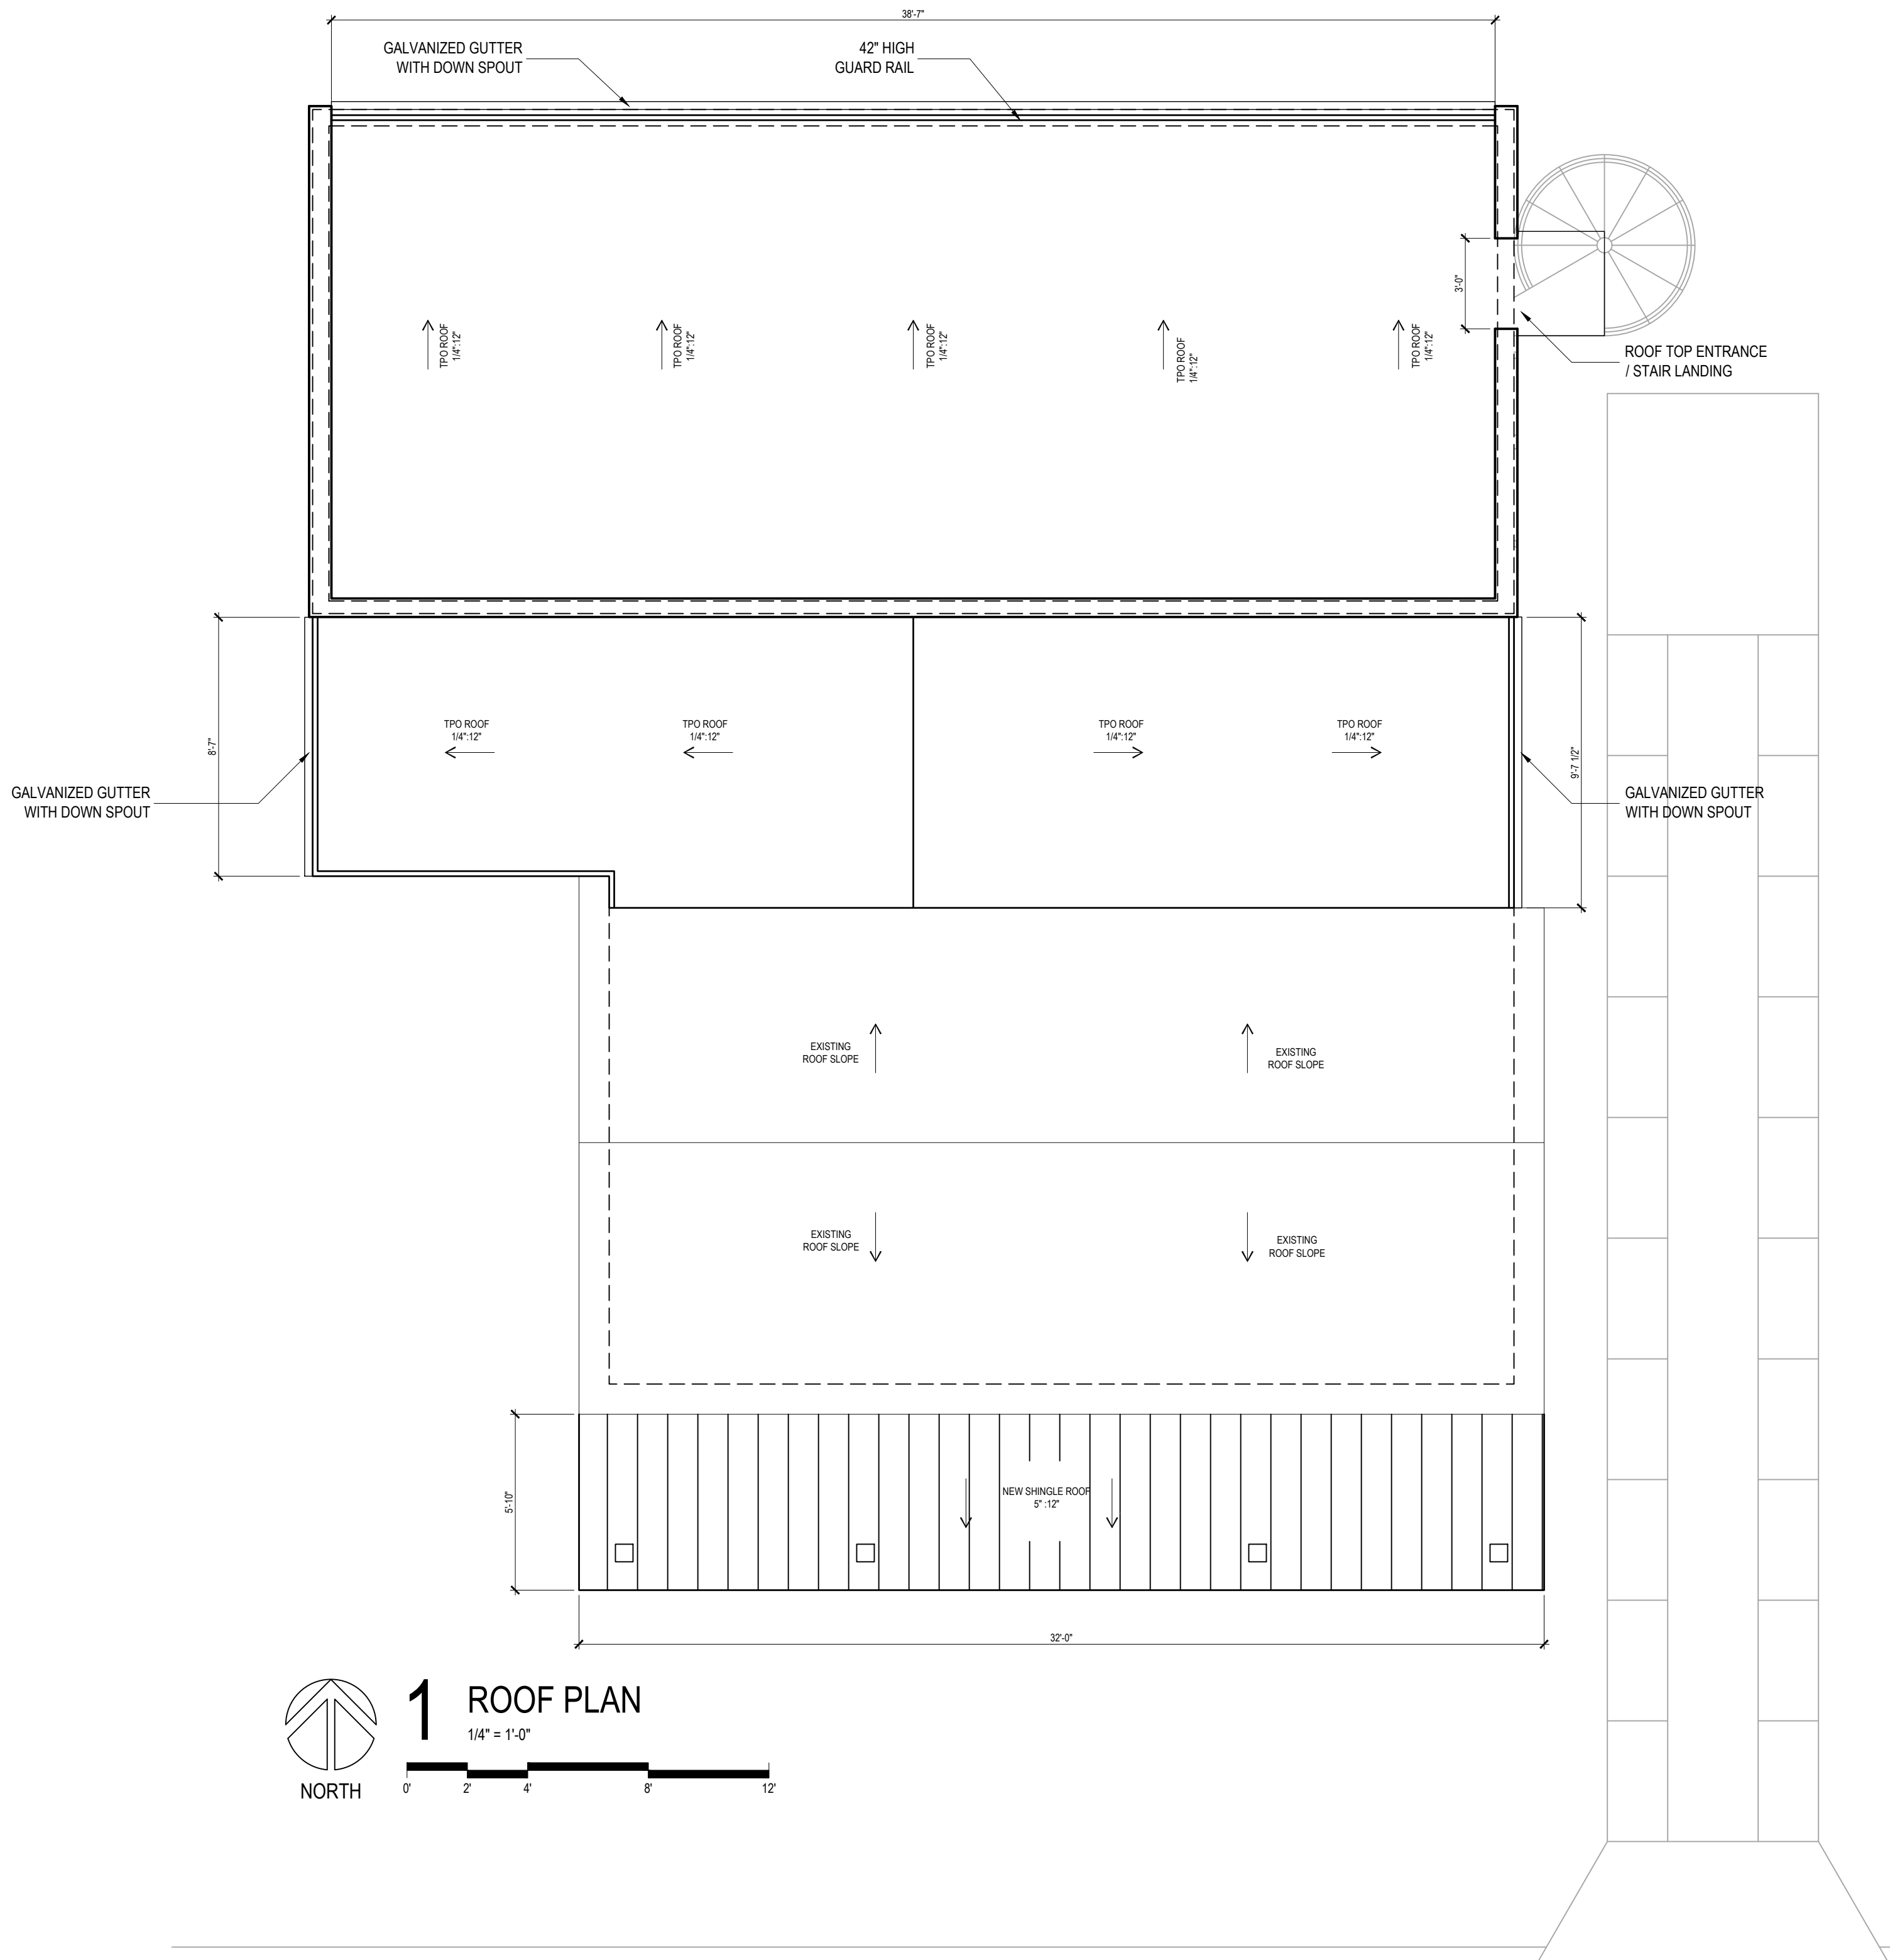 38'-7"
GALVANIZED GUTTER
WITH DOWN SPOUT
42" HIGH
GUARD RAIL
3'-0"
TPO ROOF
1/4":12"
TPO ROOF
1/4":12"
TPO ROOF
1/4":12"
TPO ROOF
1/4":12"
TPO ROOF
1/4":12"
ROOF TOP ENTRANCE
/ STAIR LANDING
8'-7"
TPO ROOF
1/4":12"
TPO ROOF
1/4":12"
TPO ROOF
1/4":12"
TPO ROOF
1/4":12"
9'-7 1/2"
GALVANIZED GUTTER
WITH DOWN SPOUT
GALVANIZED GUTTER
WITH DOWN SPOUT
EXISTING
ROOF SLOPE
EXISTING
ROOF SLOPE
EXISTING
ROOF SLOPE
EXISTING
ROOF SLOPE
5'-10"
NEW SHINGLE ROOF
5" :12"
32'-0"
1 ROOF PLAN
1/4" = 1'-0"
NORTH
0' 2' 4' 8' 12'